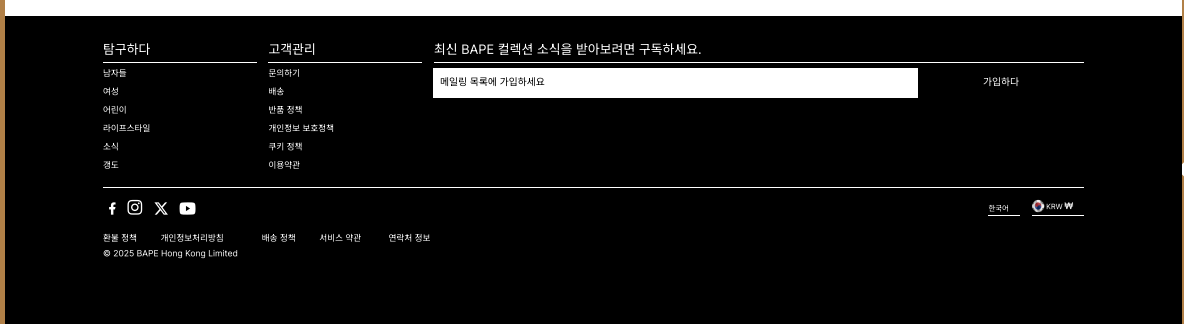 탐구하다
남자들
여성
어린이
라이프스타일
소식
경도
고객관리
문의하기
배송
반품 정책
개인정보 보호정책
쿠키 정책
이용약관
최신 BAPE 컬렉션 소식을 받아보려면 구독하세요.
메일링 목록에 가입하세요 가입하다
한국어 KRW ₩
환불 정책 개인정보처리방침 배송 정책 서비스 약관 연락처 정보
© 2025 BAPE Hong Kong Limited